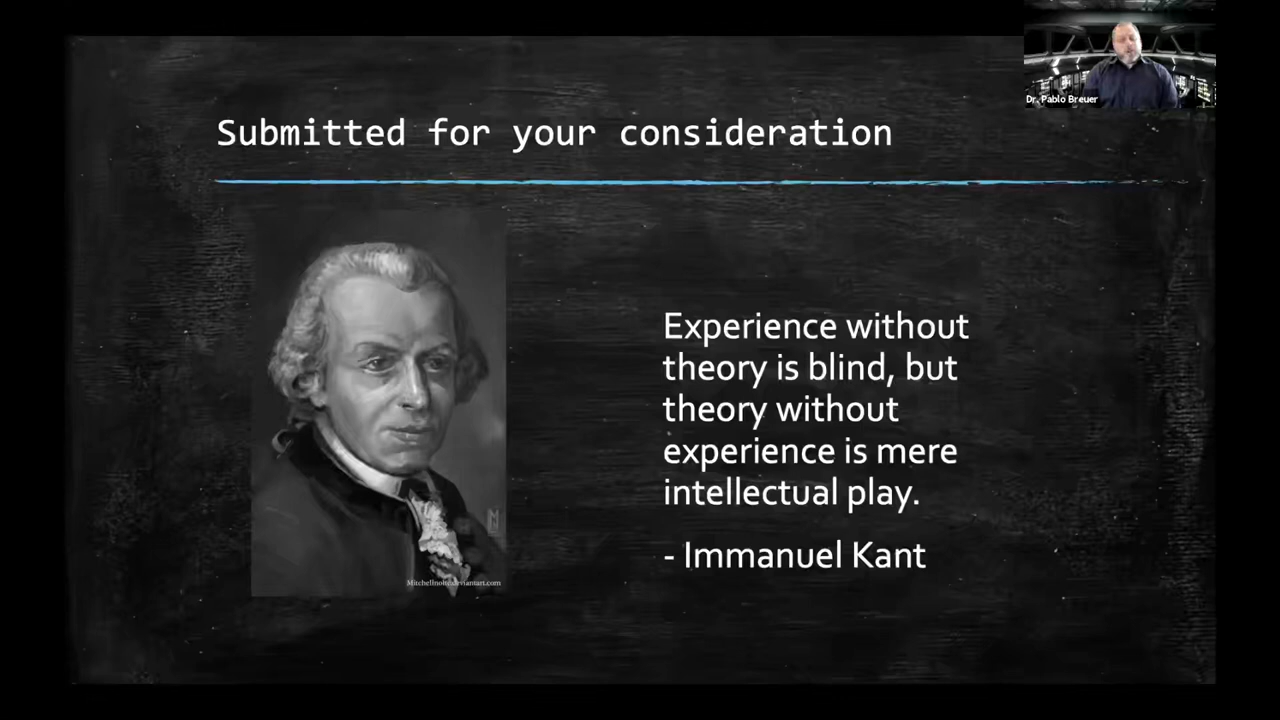 Dr. Pablo Breuer
Submitted for your consideration
Experience without
theory is blind, but
theory without
experience is mere
intellectual play.
- Immanuel Kant